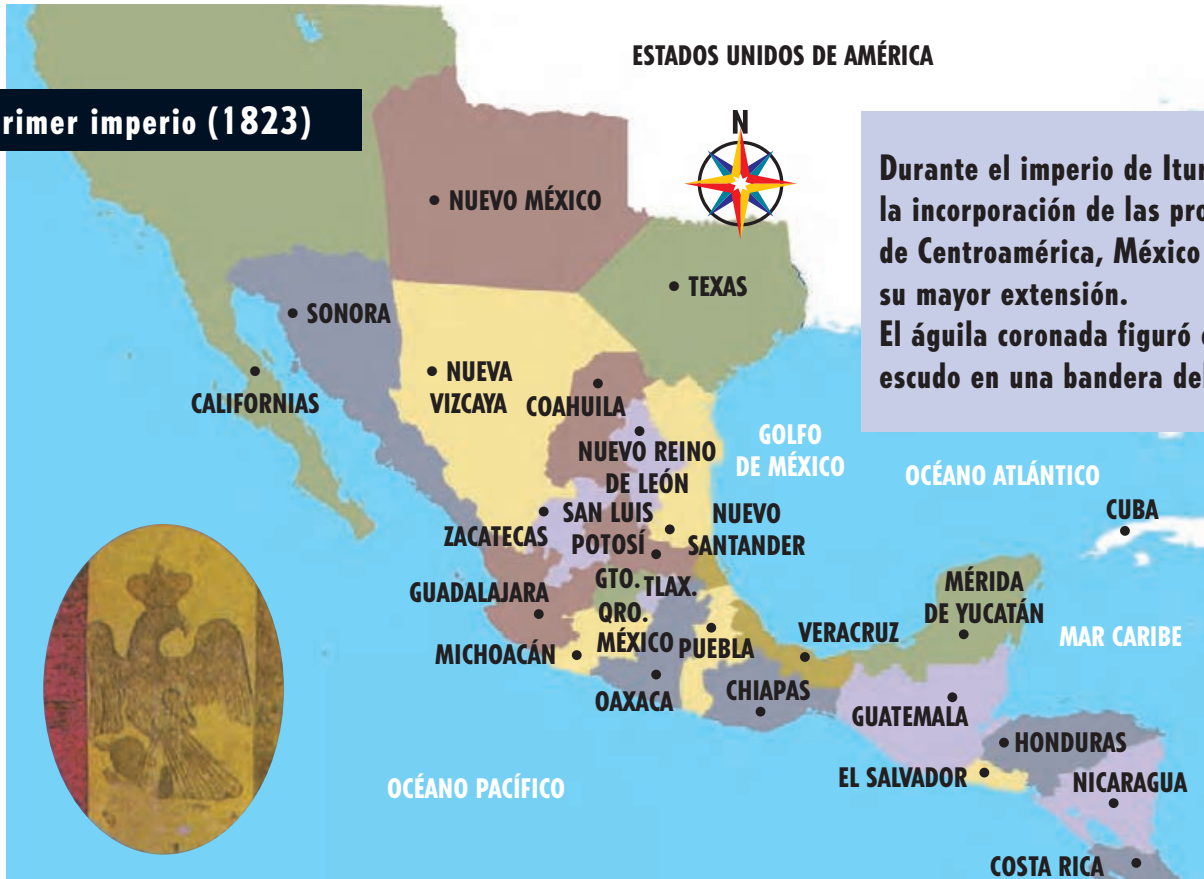 ESTADOS UNIDOS DE AMÉRICA
rimer imperio (1823)
N
Durante el imperio de Itur
la incorporación de las pro
de Centroamérica, México
su mayor extensión.
El águila coronada figuró
escudo en una bandera del
NUEVO MÉXICO
TEXAS
SONORA
NUEVA
VIZCAYA
COAHUILA
CALIFORNIAS
NUEVO REINO
DE LEÓN
GOLFO
DE MÉXICO
OCÉANO ATLÁNTICO
CUBA
ZACATECAS
SAN LUIS
POTOSÍ
NUEVO
SANTANDER
GTO.
TLAX.
GUADALAJARA
QRO.
MÉRIDA
DE YUCATÁN
MICHOACÁN
MÉXICO
PUEBLA
VERACRUZ
MAR CARIBE
OAXACA
CHIAPAS
GUATEMALA
HONDURAS
EL SALVADOR
NICARAGUA
OCÉANO PACÍFICO
COSTA RICA